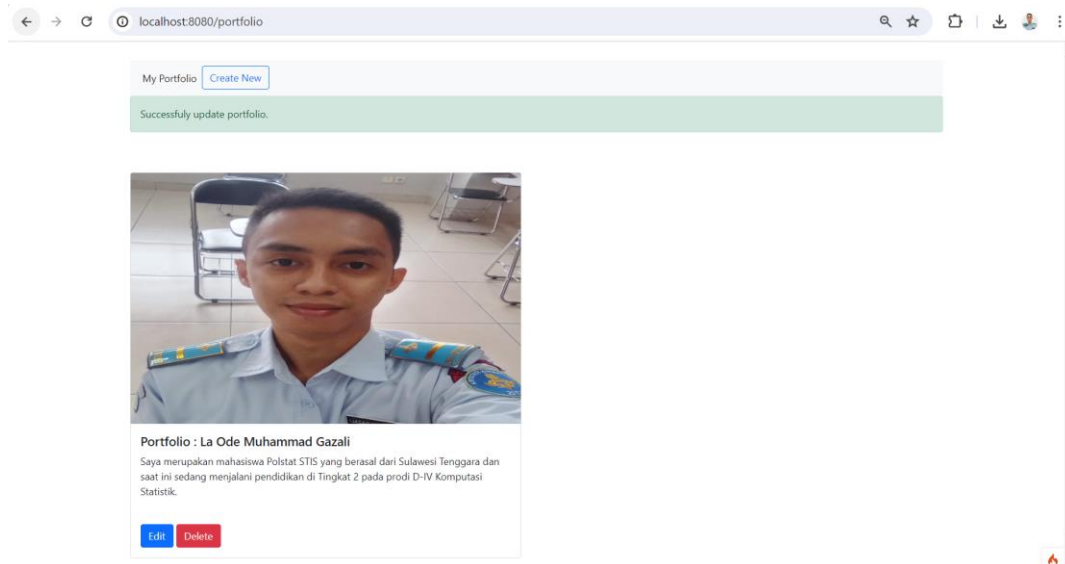 localhost:8080/portfolio
My Portfolio Create New
Successfuly update portfolio.
Portfolio : La Ode Muhammad Gazali
Saya merupakan mahasiswa Polstat STIS yang berasal dari Sulawesi Tenggara dan
saat ini sedang menjalani pendidikan di Tingkat 2 pada prodi D-IV Komputasi
Statistik.
Edit Delete